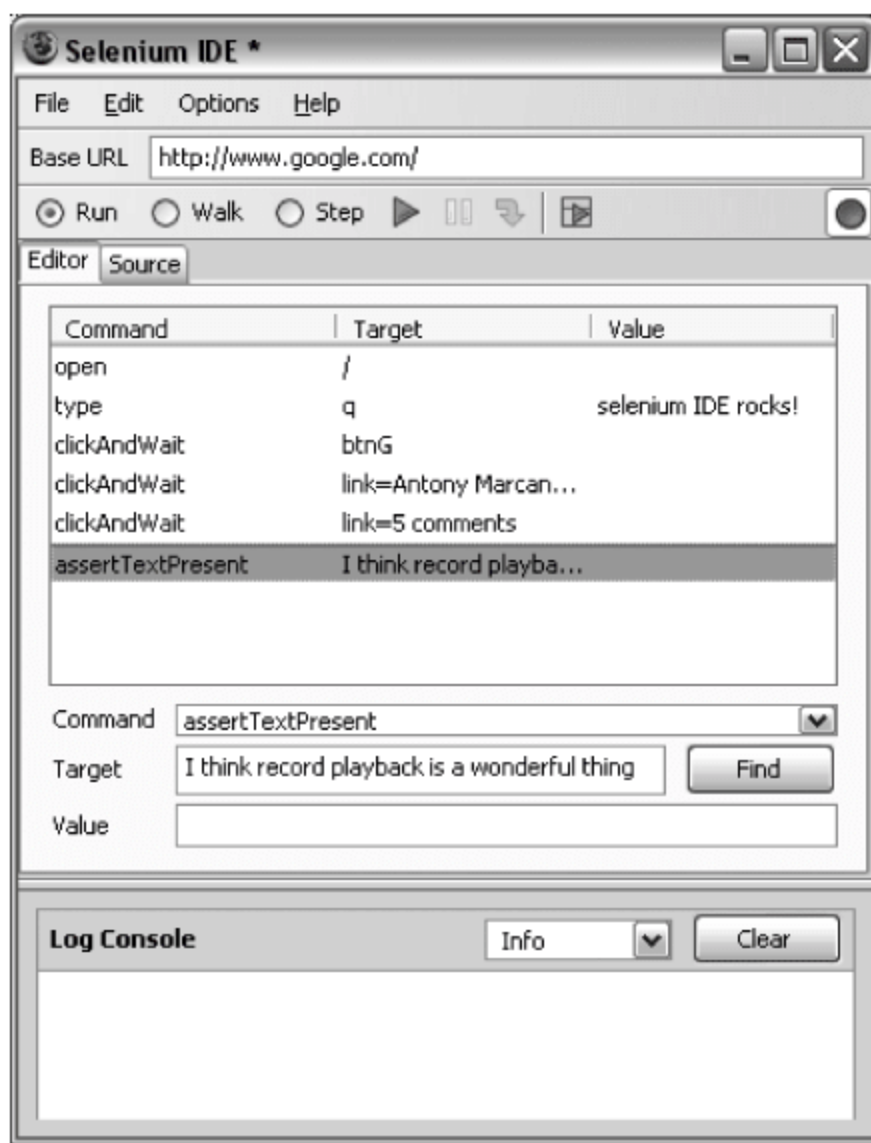 Selenium IDE *
File Edit Options Help
Base URL http://www.google.com/
Run Walk Step
Editor Source
Command Target Value
open /
type q selenium IDE rocks!
clickAndWait btnG
clickAndWait link=Antony Marcan...
clickAndWait link=5 comments
assertTextPresent I think record playba...
Command assertTextPresent
Target I think record playback is a wonderful thing Find
Value
Log Console Info Clear